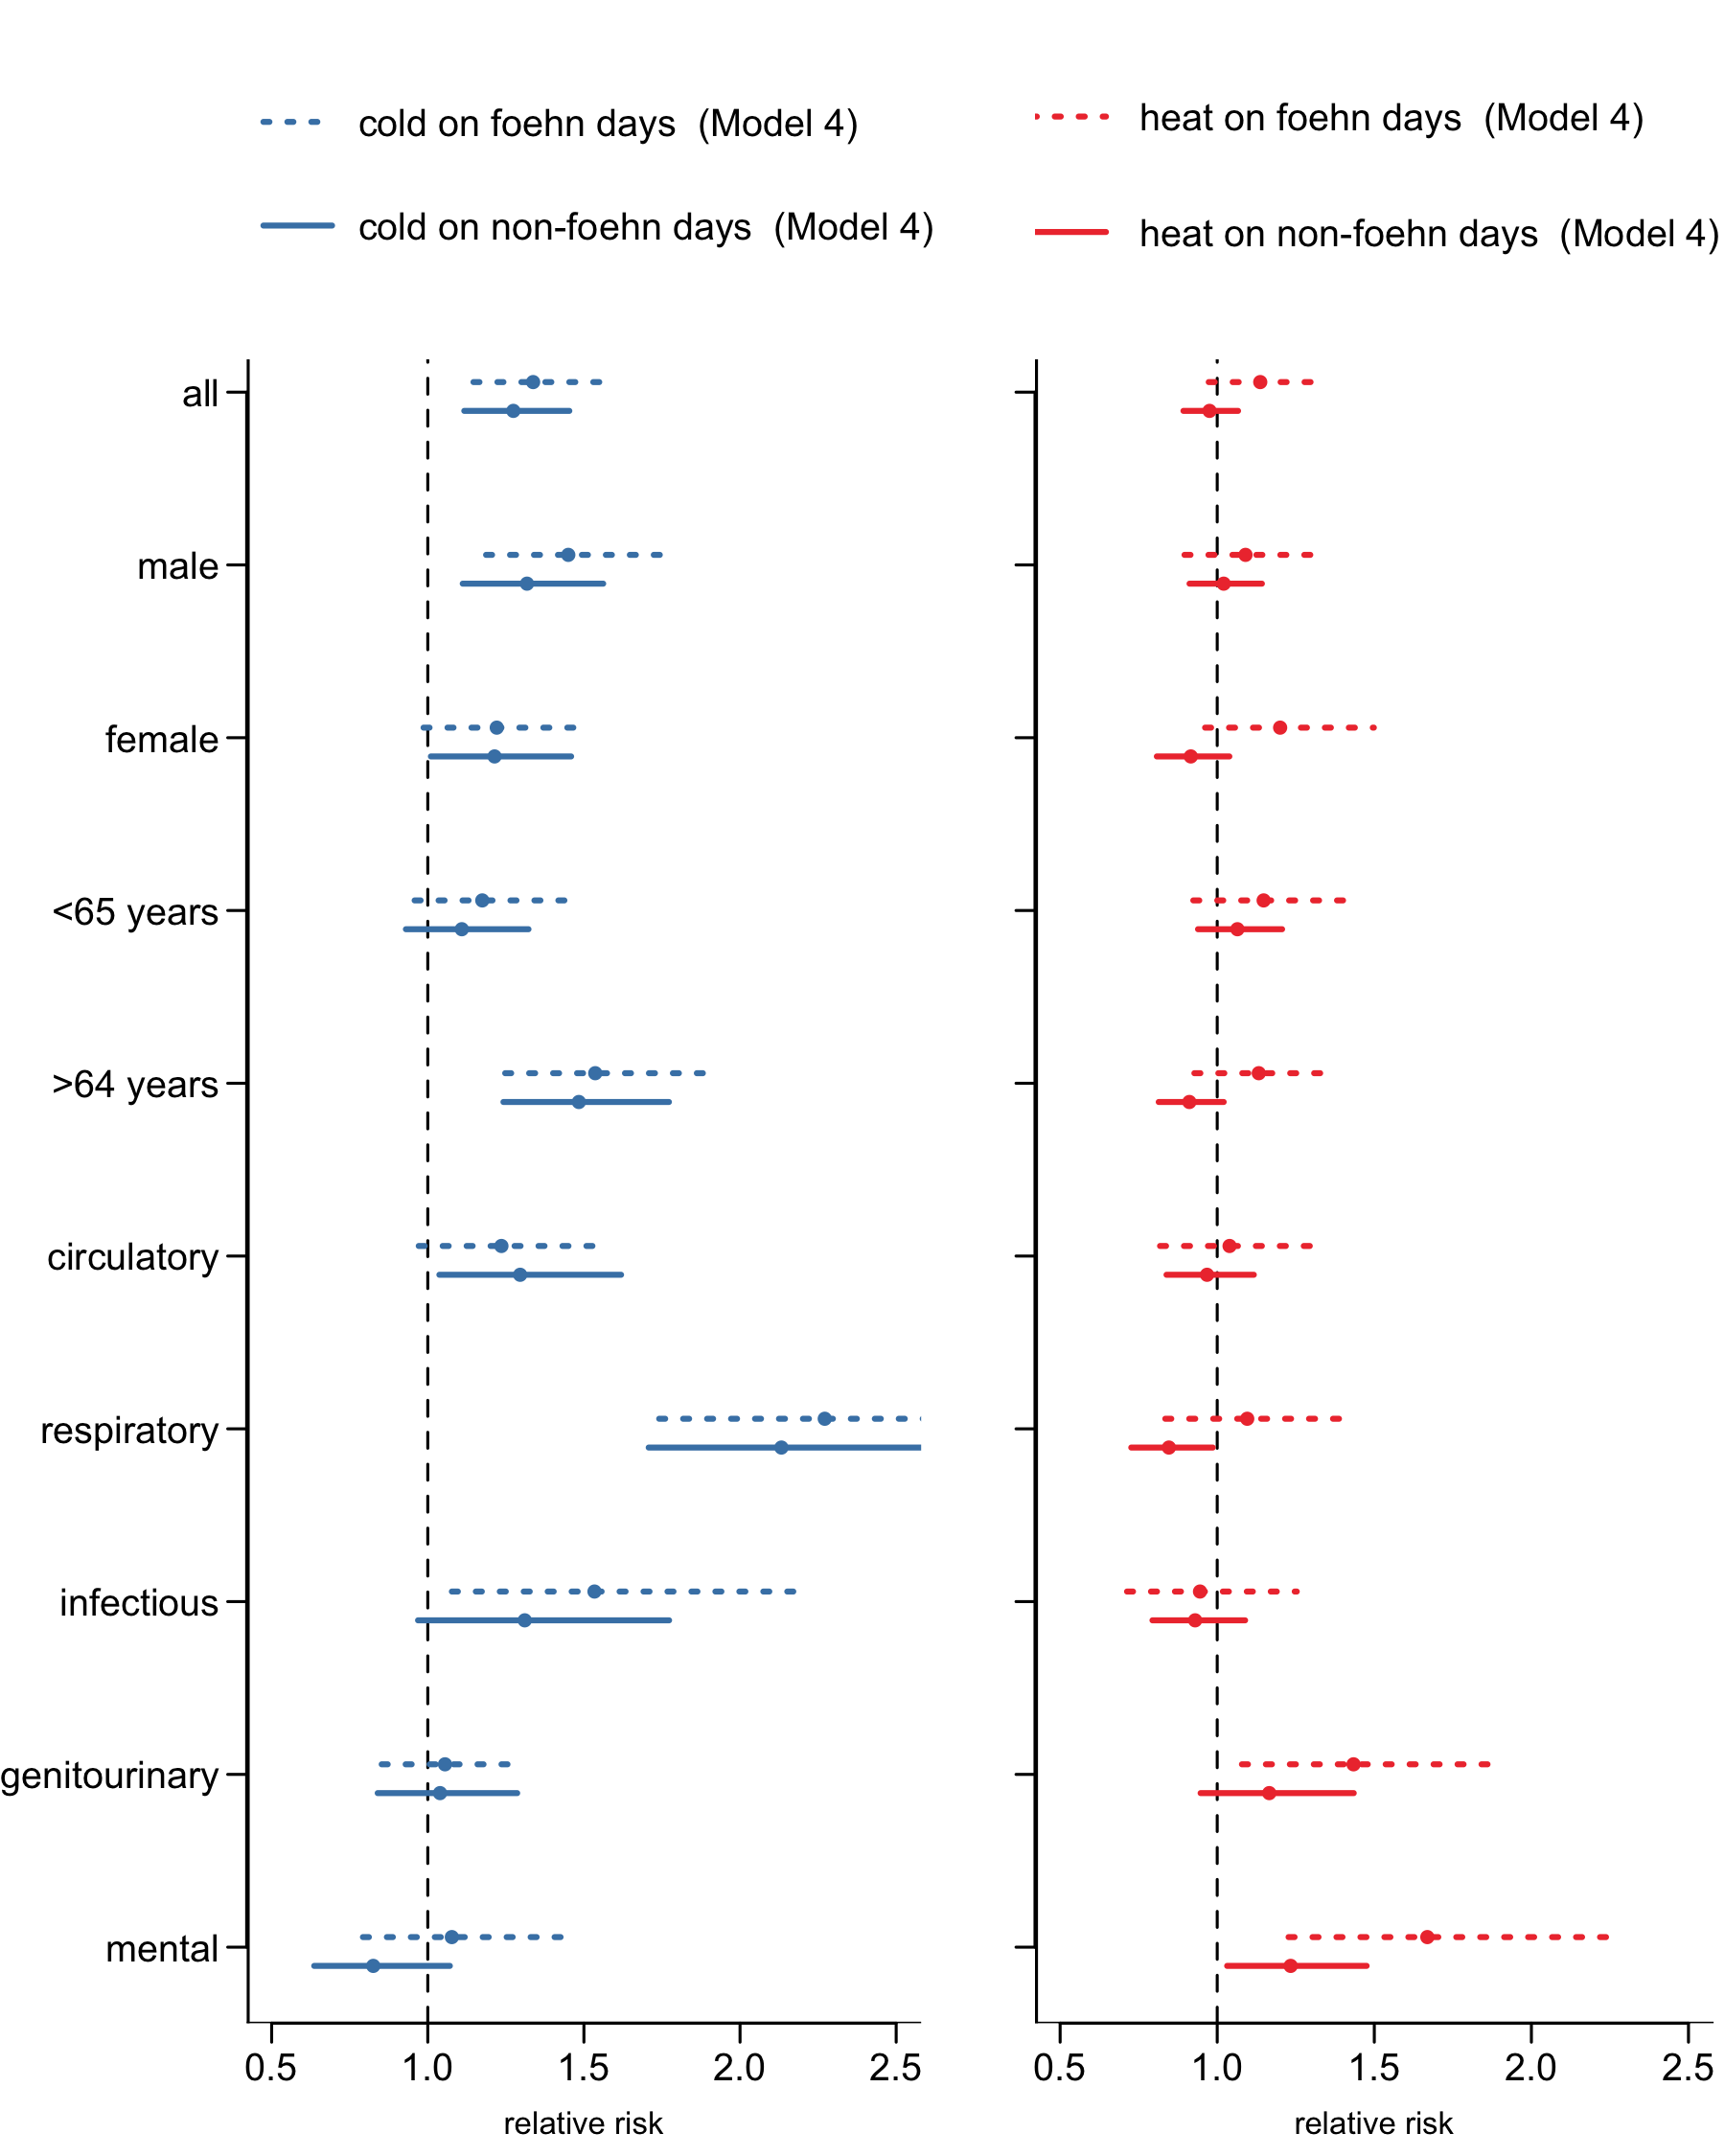 cold on foehn days (Model 4)
cold on non-foehn days (Model 4)
heat on foehn days (Model 4)
heat on non-foehn days (Model 4)
all
male
female
<65 years
>64 years
circulatory
respiratory
infectious
genitourinary
mental
0.5 1.0 1.5 2.0 2.5
relative risk
0.5 1.0 1.5 2.0 2.5
relative risk